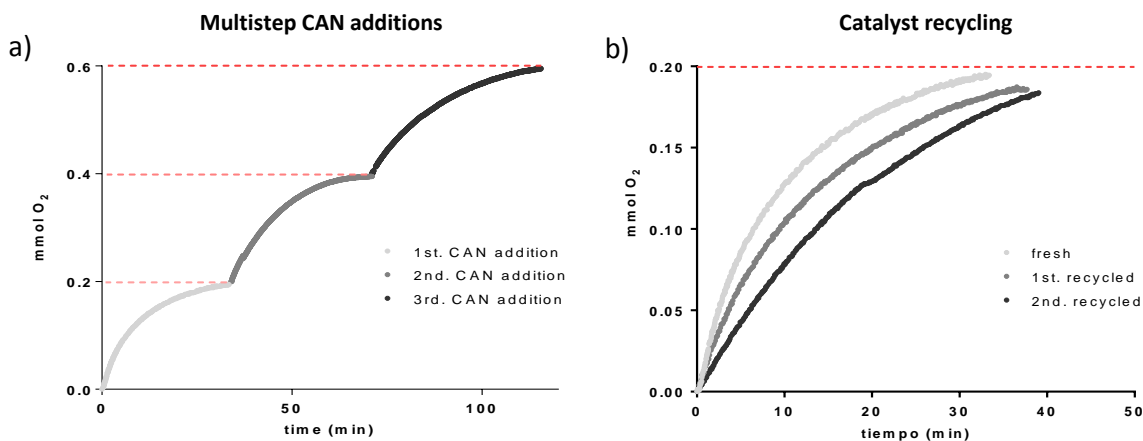 Multistep CAN additions
a)
0.6
0.4
0.2
0.0
mmol O2
0
50
100
time (min)
1st. CAN addition
2nd. CAN addition
3rd. CAN addition
Catalyst recycling
b)
0.20
0.15
0.10
0.05
0.00
mmol O2
0
10
20
30
40
50
tiempo (min)
fresh
1st. recycled
2nd. recycled